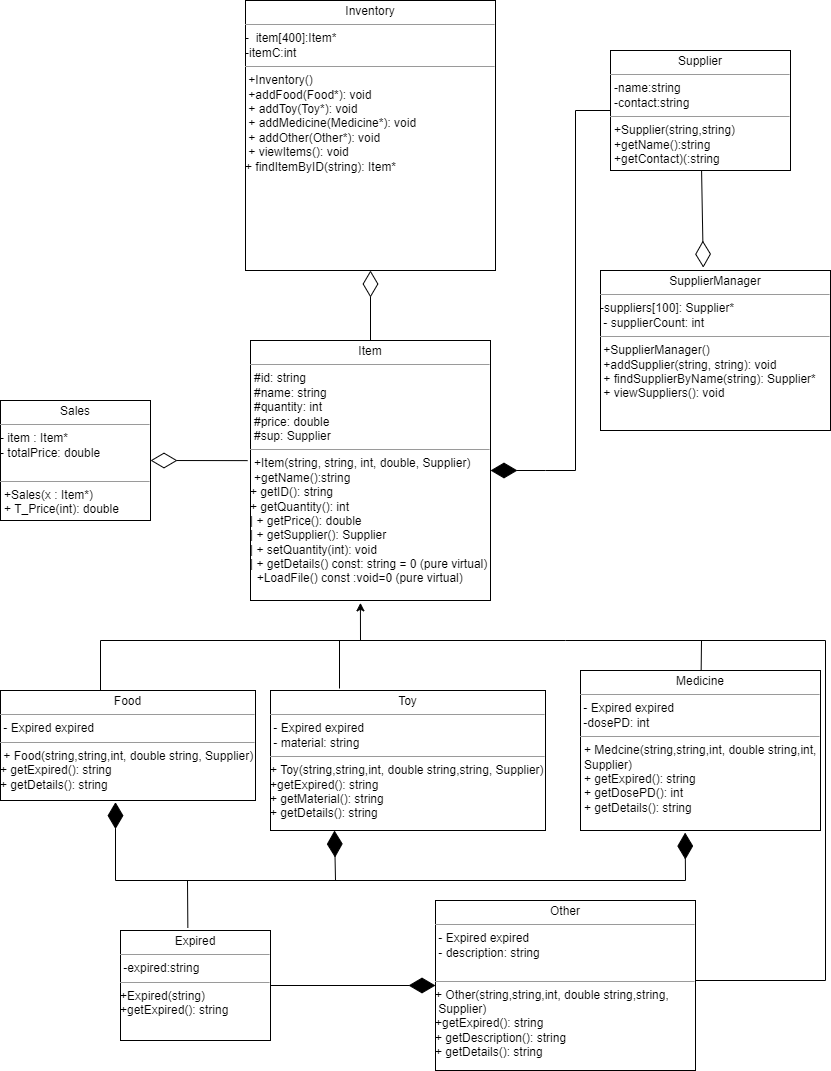 Inventory
- item[400]:Item*
-itemC:int
+Inventory()
+addFood(Food*): void
+ addToy(Toy*): void
+ addMedicine(Medicine*): void
+ addOther(Other*): void
+ viewItems(): void
+ findItemByID(string): Item*
Supplier
-name:string
-contact:string
+Supplier(string,string)
+getName():string
+getContact)(:string
SupplierManager
-suppliers[100]: Supplier*
- supplierCount: int
+SupplierManager()
+addSupplier(string, string): void
+ findSupplierByName(string): Supplier*
+ viewSuppliers(): void
Item
#id: string
#name: string
#quantity: int
#price: double
#sup: Supplier
+Item(string, string, int, double, Supplier)
+getName():string
+ getID(): string
+ getQuantity(): int
| + getPrice(): double
| + getSupplier(): Supplier
| + setQuantity(int): void
| + getDetails() const: string = 0 (pure virtual)
+LoadFile() const :void=0 (pure virtual)
Sales
- item : Item*
- totalPrice: double
+Sales(x : Item*)
+ T_Price(int): double
Food
- Expired expired
+ Food(string,string,int, double string, Supplier)
+ getExpired(): string
+ getDetails(): string
Toy
- Expired expired
- material: string
+ Toy(string,string,int, double string,string, Supplier)
+getExpired(): string
+ getMaterial(): string
+ getDetails(): string
Medicine
- Expired expired
-dosePD: int
+ Medcine(string,string,int, double string,int,
Supplier)
+ getExpired(): string
+ getDosePD(): int
+ getDetails(): string
Expired
-expired:string
+Expired(string)
+getExpired(): string
Other
- Expired expired
- description: string
+ Other(string,string,int, double string,string,
Supplier)
+getExpired(): string
+ getDescription(): string
+ getDetails(): string